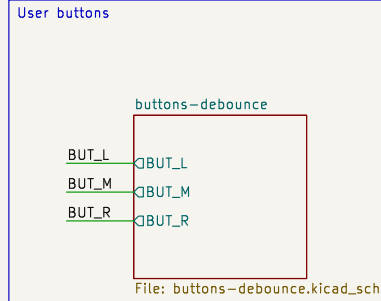 User buttons
buttons-debounce
BUT_L
BUT_L
BUT_M
BUT_M
BUT_R
BUT_R
File: buttons-debounce.kicad_sch